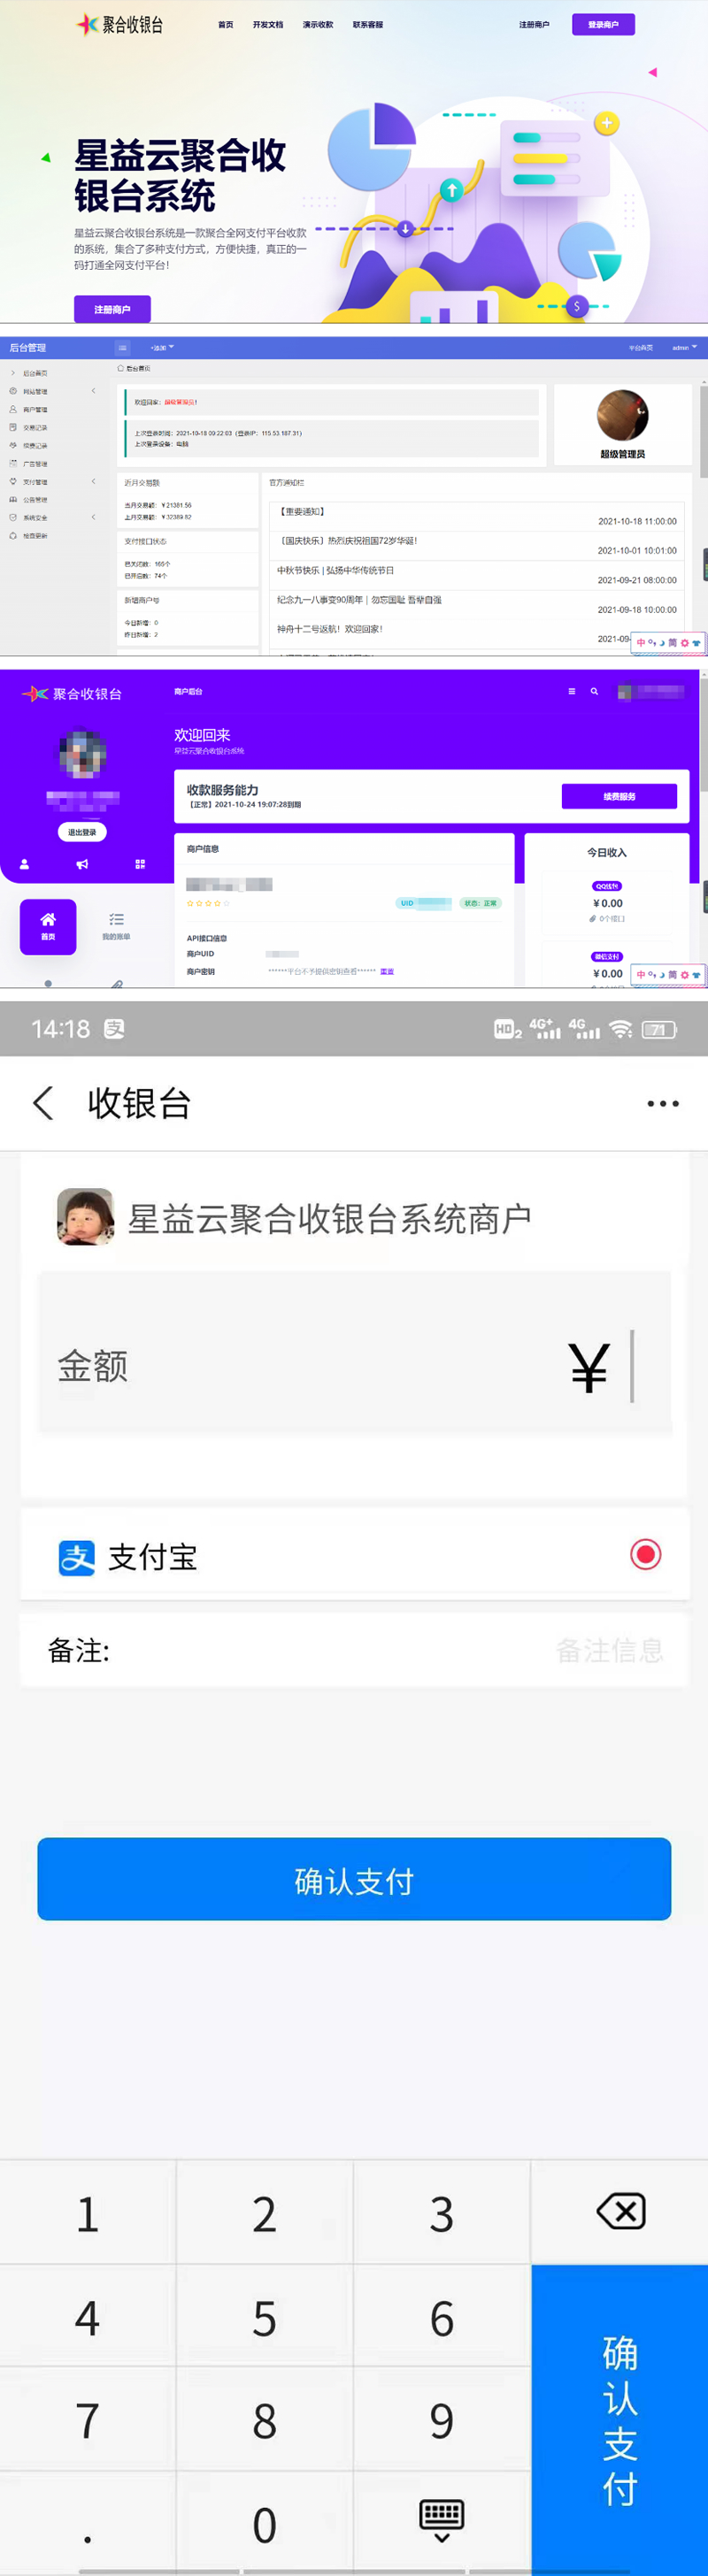 聚合收银台
首页 开发文档 演示收款 联系客服
注册商户 登录商户
星益云聚合收
银台系统
星益云聚合收银台系统是一款聚合全网支付平台收款
的系统，集合了多种支付方式，方便快捷，真正的一
码打通全网支付平台！
注册商户
后台管理
+添加
平台首页 admin
后台首页
网站管理
商户管理
交易记录
续费记录
广告管理
支付管理
公告管理
系统安全
检查更新
后台首页
欢迎回家：超级管理员！
上次登录时间：2021-10-18 09:22:03（登录IP：115.53.187.31）
上次登录设备：电脑
超级管理员
近月交易额
当月交易额：￥21381.56
上月交易额：￥32389.82
支付接口状态
已关闭数：169个
已开启数：74个
新增商户号
今日新增：0
昨日新增：2
官方通知栏
【重要通知】
2021-10-18 11:00:00
〔国庆快乐〕热烈庆祝祖国72岁华诞！
2021-10-01 10:01:00
中秋节快乐 | 弘扬中华传统节日
2021-09-21 08:00:00
纪念九一八事变90周年｜勿忘国耻 吾辈自强
2021-09-18 10:00:00
神舟十二号返航！欢迎回家！
2021-09-
中 简
聚合收银台
商户后台
退出登录
首页
我的账单
欢迎回来
星益云聚合收银台系统
收款服务能力
【正常】2021-10-24 19:07:28到期
续费服务
商户信息
UID
状态：正常
API接口信息
商户UID
商户密钥
******平台不予提供密钥查看****** 重置
今日收入
QQ钱包
￥0.00
0个接口
微信支付
￥0.00
中 简
14:18 支
HD 2 4G+ 4G 71
收银台
星益云聚合收银台系统商户
金额
¥
支 支付宝
备注:
备注信息
确认支付
1 2 3
4 5 6
7 8 9
. 0
确认支付